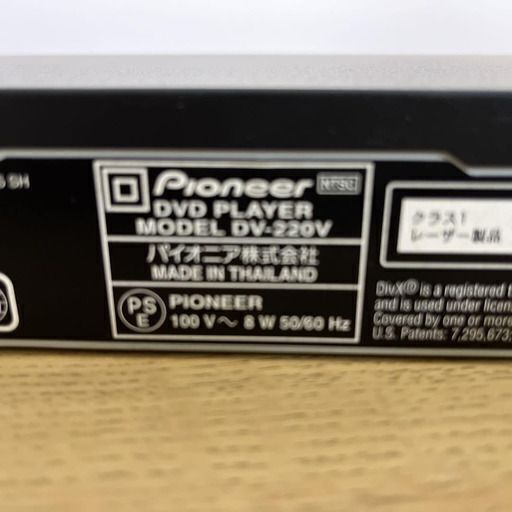 SH
Pioneer NTSC
DVD PLAYER
MODEL DV-220V
パイオニア株式会社
MADE IN THAILAND
PS E PIONEER
100 V~ 8 W 50/60 Hz
クラス1
レーザー製品
DivX® is a registered t
and is used under licen
Covered by one or more
U.S. Patents: 7,295,673;